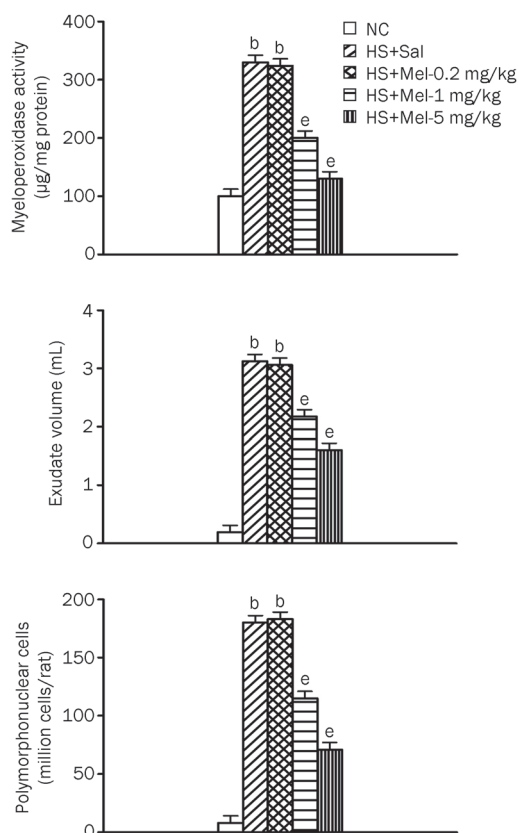 Myeloperoxidase activity
(µg/mg protein)
400
300
200
100
0
b
b
e
e
NC
HS+Sal
HS+Mel-0.2 mg/kg
HS+Mel-1 mg/kg
HS+Mel-5 mg/kg
Exudate volume (mL)
4
3
2
1
0
b
b
e
e
Polymorphonuclear cells
(million cells/rat)
200
150
100
50
0
b
b
e
e